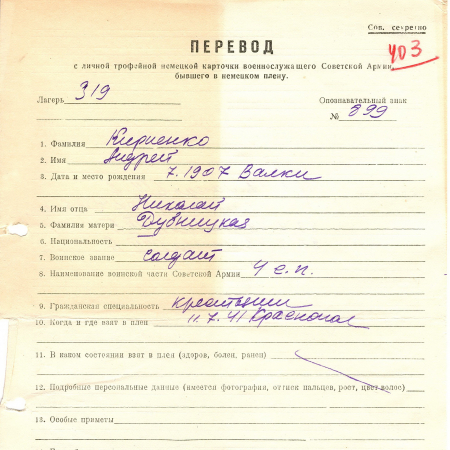 Сов. секретно
403
ПЕРЕВОД
с личной трофейной немецкой карточки военнослужащего Советской Армии,
бывшего в немецком плену.
Лагерь 319
Опознавательный знак
№ 899
1. Фамилия Кириенко
2. Имя Андрей
3. Дата и место рождения 7.1907 Валки
4. Имя отца Николай
5. Фамилия матери Дубницкая
6. Национальность
7. Воинское звание солдат
8. Наименование воинской части Советской Армии 4 с.п.
9. Гражданская специальность крестьянин
10. Когда и где взят в плен 11.7.41
11. В каком состоянии взят в плен (здоров, болен, ранен)
12. Подробные персональные данные (имеется фотография, оттиск пальцев, рост, цвет волос)
13. Особые приметы